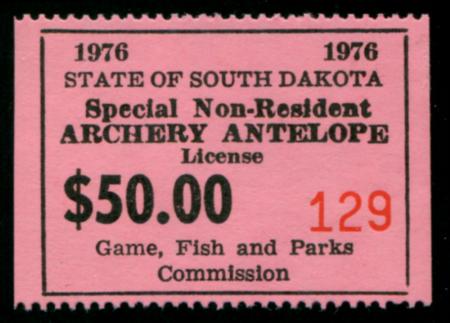 1976 1976
STATE OF SOUTH DAKOTA
Special Non-Resident
ARCHERY ANTELOPE
License
$50.00 129
Game, Fish and Parks
Commission